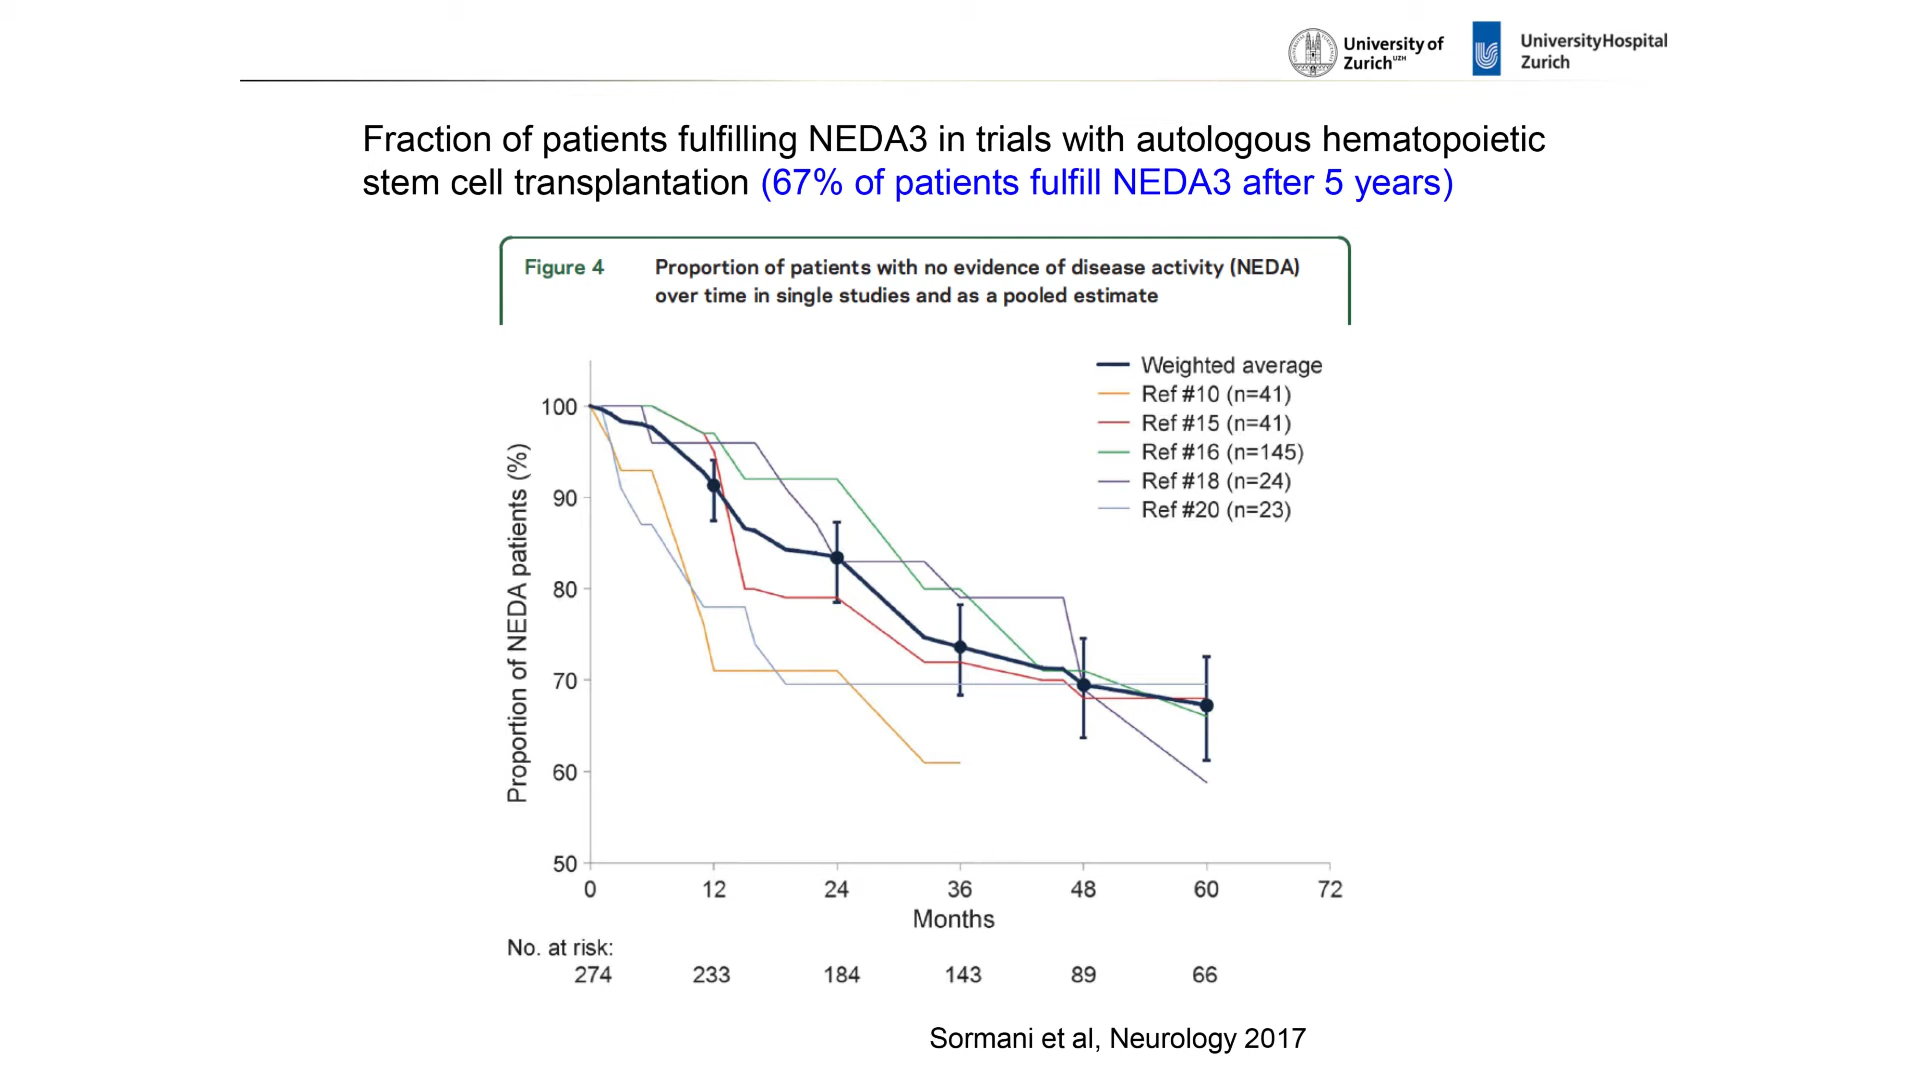 University of
Zurich UZH
UniversityHospital
Zurich
Fraction of patients fulfilling NEDA3 in trials with autologous hematopoietic
stem cell transplantation (67% of patients fulfill NEDA3 after 5 years)
Figure 4
Proportion of patients with no evidence of disease activity (NEDA)
over time in single studies and as a pooled estimate
Weighted average
Ref #10 (n=41)
Ref #15 (n=41)
Ref #16 (n=145)
Ref #18 (n=24)
Ref #20 (n=23)
Proportion of NEDA patients (%)
100
90
80
70
60
50
0 12 24 36 48 60 72
Months
No. at risk:
274 233 184 143 89 66
Sormani et al, Neurology 2017